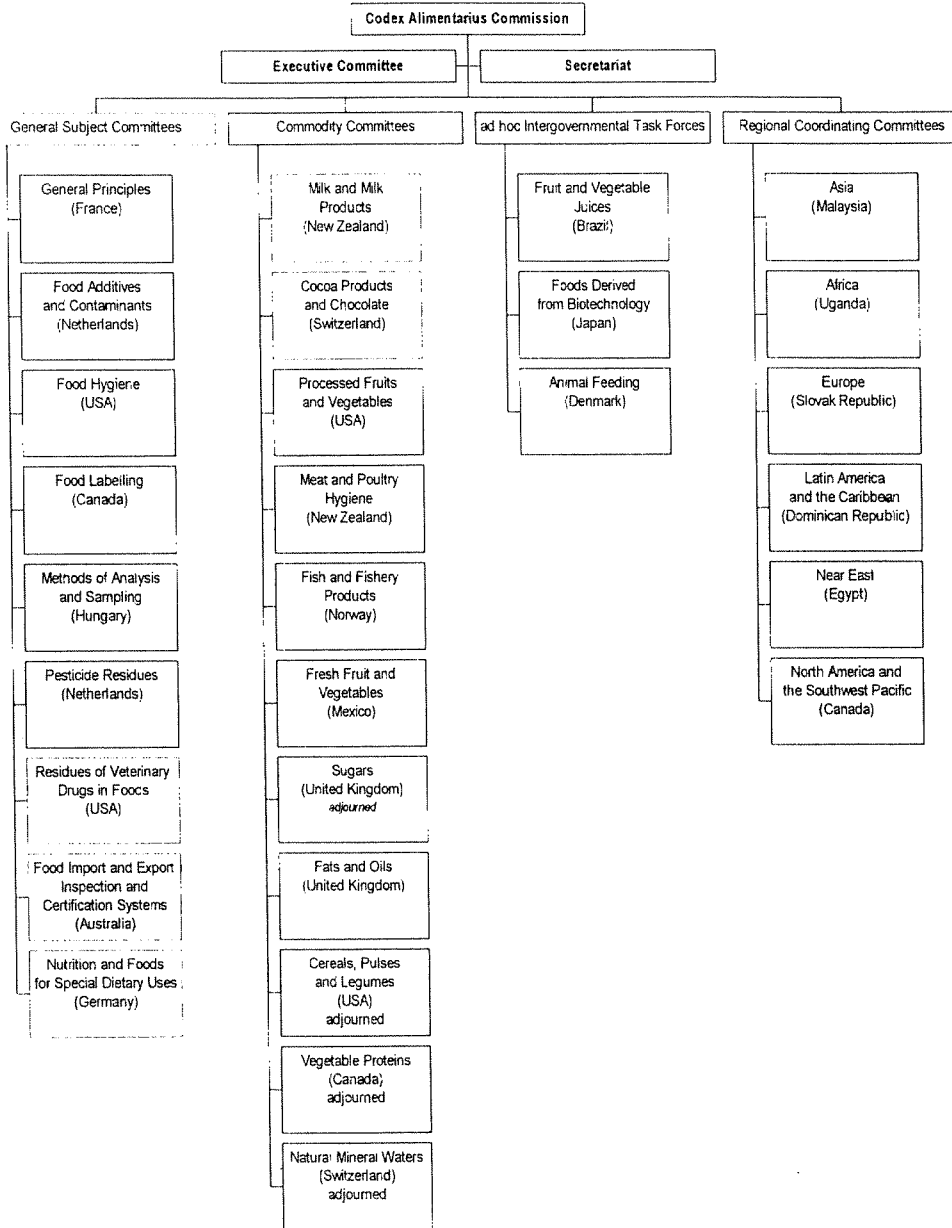 Codex Alimentarius Commission
Executive Committee
Secretariat
General Subject Committees
Commodity Committees
ad hoc Intergovernmental Task Forces
Regional Coordinating Committees
General Principles
(France)
Food Additives
and Contaminants
(Netherlands)
Food Hygiene
(USA)
Food Labelling
(Canada)
Methods of Analysis
and Sampling
(Hungary)
Pesticide Residues
(Netherlands)
Residues of Veterinary
Drugs in Foods
(USA)
Food Import and Export
Inspection and
Certification Systems
(Australia)
Nutrition and Foods
for Special Dietary Uses
(Germany)
Milk and Milk
Products
(New Zealand)
Cocoa Products
and Chocolate
(Switzerland)
Processed Fruits
and Vegetables
(USA)
Meat and Poultry
Hygiene
(New Zealand)
Fish and Fishery
Products
(Norway)
Fresh Fruit and
Vegetables
(Mexico)
Sugars
(United Kingdom)
adjourned
Fats and Oils
(United Kingdom)
Cereals, Pulses
and Legumes
(USA)
adjourned
Vegetable Proteins
(Canada)
adjourned
Natural Mineral Waters
(Switzerland)
adjourned
Fruit and Vegetable
Juices
(Brazil)
Foods Derived
from Biotechnology
(Japan)
Animal Feeding
(Denmark)
Asia
(Malaysia)
Africa
(Uganda)
Europe
(Slovak Republic)
Latin America
and the Caribbean
(Dominican Republic)
Near East
(Egypt)
North America and
the Southwest Pacific
(Canada)